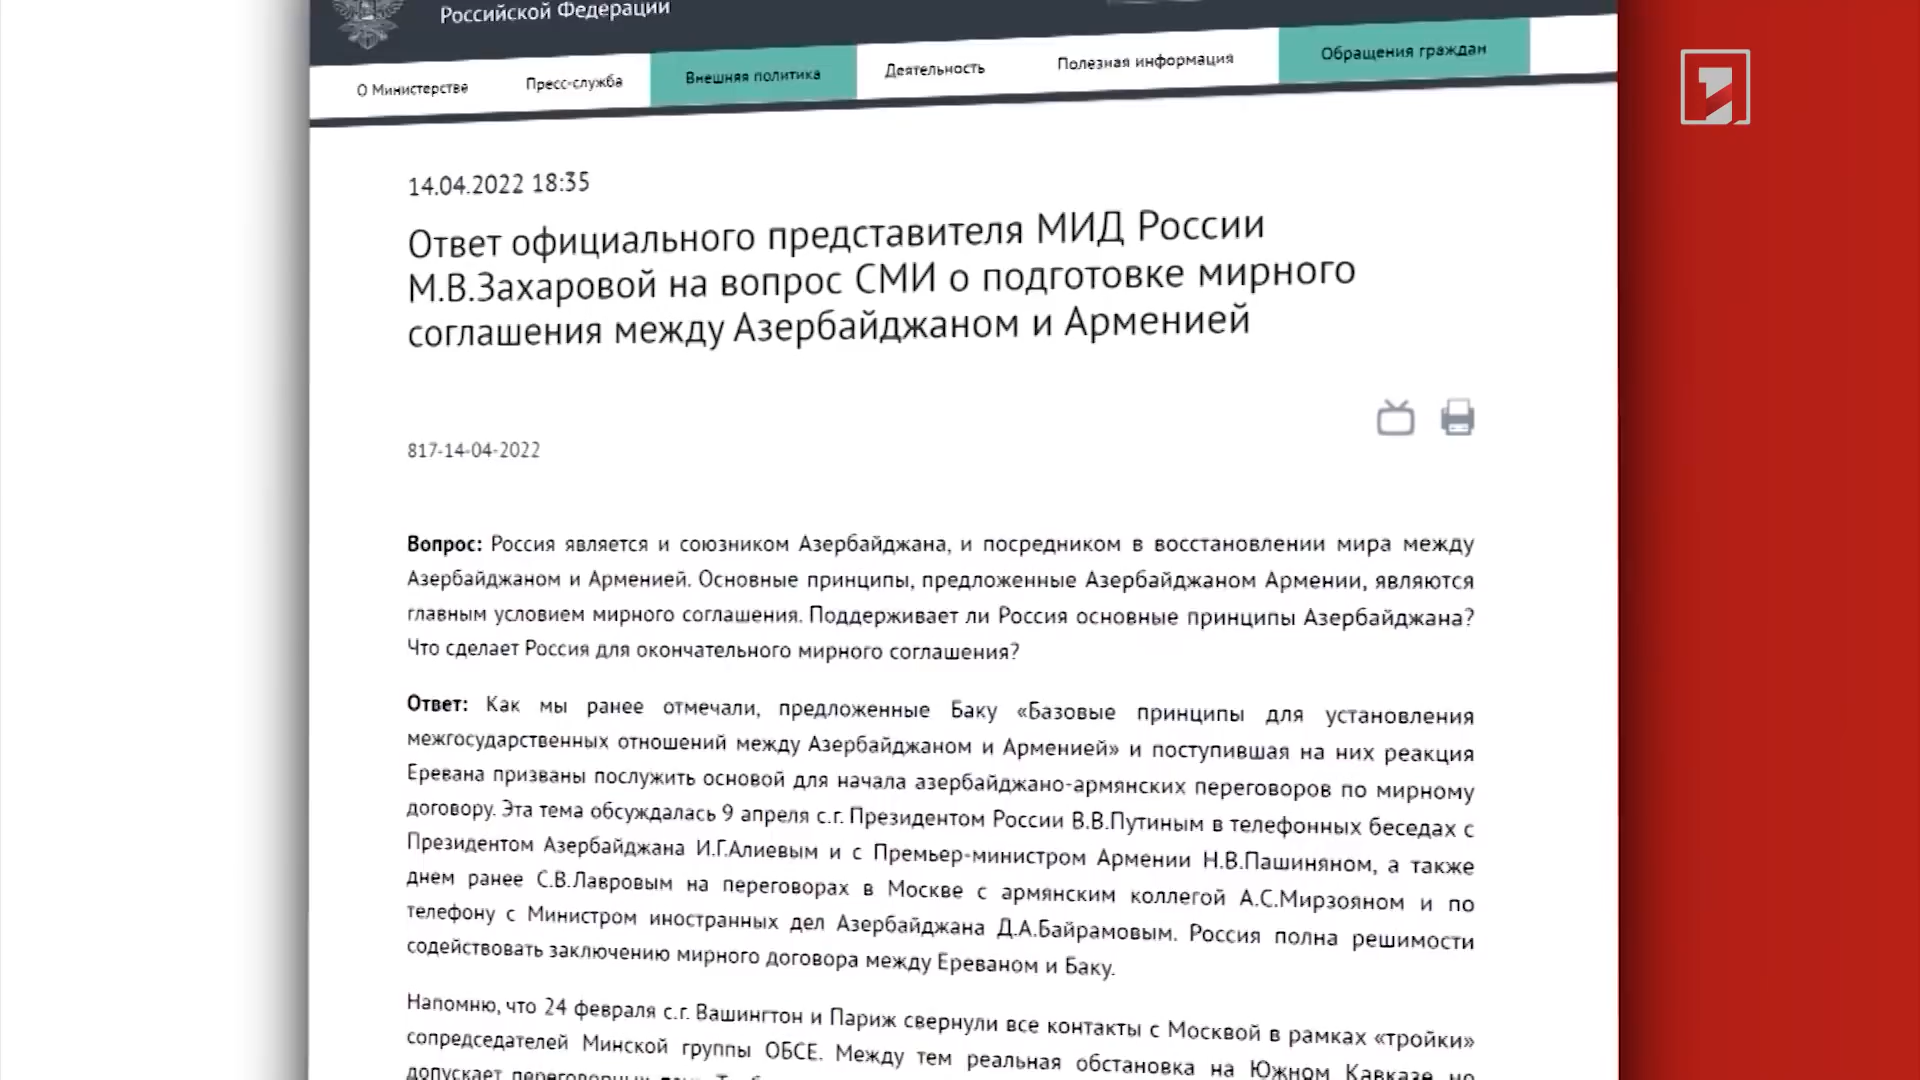 Российской Федерации
О Министерстве
Пресс-служба
Внешняя политика
Деятельность
Полезная информация
Обращения граждан
14.04.2022 18:35
Ответ официального представителя МИД России
М.В.Захаровой на вопрос СМИ о подготовке мирного
соглашения между Азербайджаном и Арменией
817-14-04-2022
Вопрос: Россия является и союзником Азербайджана, и посредником в восстановлении мира между
Азербайджаном и Арменией. Основные принципы, предложенные Азербайджаном Армении, являются
главным условием мирного соглашения. Поддерживает ли Россия основные принципы Азербайджана?
Что сделает Россия для окончательного мирного соглашения?
Ответ: Как мы ранее отмечали, предложенные Баку «Базовые принципы для установления
межгосударственных отношений между Азербайджаном и Арменией» и поступившая на них реакция
Еревана призваны послужить основой для начала азербайджано-армянских переговоров по мирному
договору. Эта тема обсуждалась 9 апреля с.г. Президентом России В.В.Путиным в телефонных беседах с
Президентом Азербайджана И.Г.Алиевым и с Премьер-министром Армении Н.В.Пашиняном, а также
днем ранее С.В.Лавровым на переговорах в Москве с армянским коллегой А.С.Мирзояном и по
телефону с Министром иностранных дел Азербайджана Д.А.Байрамовым. Россия полна решимости
содействовать заключению мирного договора между Ереваном и Баку.
Напомню, что 24 февраля с.г. Вашингтон и Париж свернули все контакты с Москвой в рамках «тройки»
сопредседателей Минской группы ОБСЕ. Между тем реальная обстановка на Южном Кавказе не
допускает переговорных